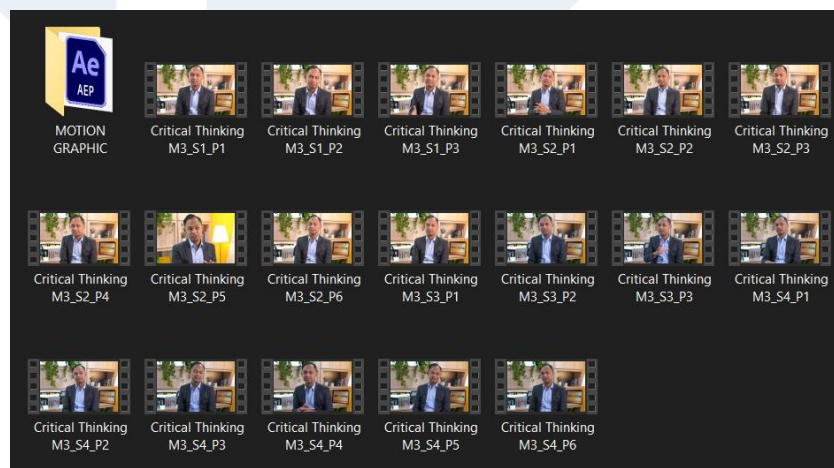 Ae
AEP
MOTION
GRAPHIC
Critical Thinking
M3_S1_P1
Critical Thinking
M3_S1_P2
Critical Thinking
M3_S1_P3
Critical Thinking
M3_S2_P1
Critical Thinking
M3_S2_P2
Critical Thinking
M3_S2_P3
Critical Thinking
M3_S2_P4
Critical Thinking
M3_S2_P5
Critical Thinking
M3_S2_P6
Critical Thinking
M3_S3_P1
Critical Thinking
M3_S3_P2
Critical Thinking
M3_S3_P3
Critical Thinking
M3_S4_P1
Critical Thinking
M3_S4_P2
Critical Thinking
M3_S4_P3
Critical Thinking
M3_S4_P4
Critical Thinking
M3_S4_P5
Critical Thinking
M3_S4_P6